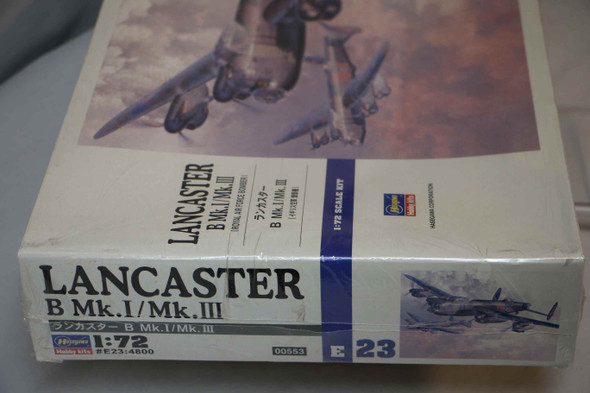 LANCASTER
B Mk.I/Mk.III
(ROYAL AIR FORCE BOMBER)
ランカスター
B Mk.I/Mk.III
1:72 SCALE KIT
Hasegawa
Hobby kits
HASEGAWA CORPORATION
LANCASTER
B Mk.I/Mk.III
ランカスター B Mk.I/Mk.III
Hasegawa
Hobby kits
1:72
#E23:4800
00553
E
23